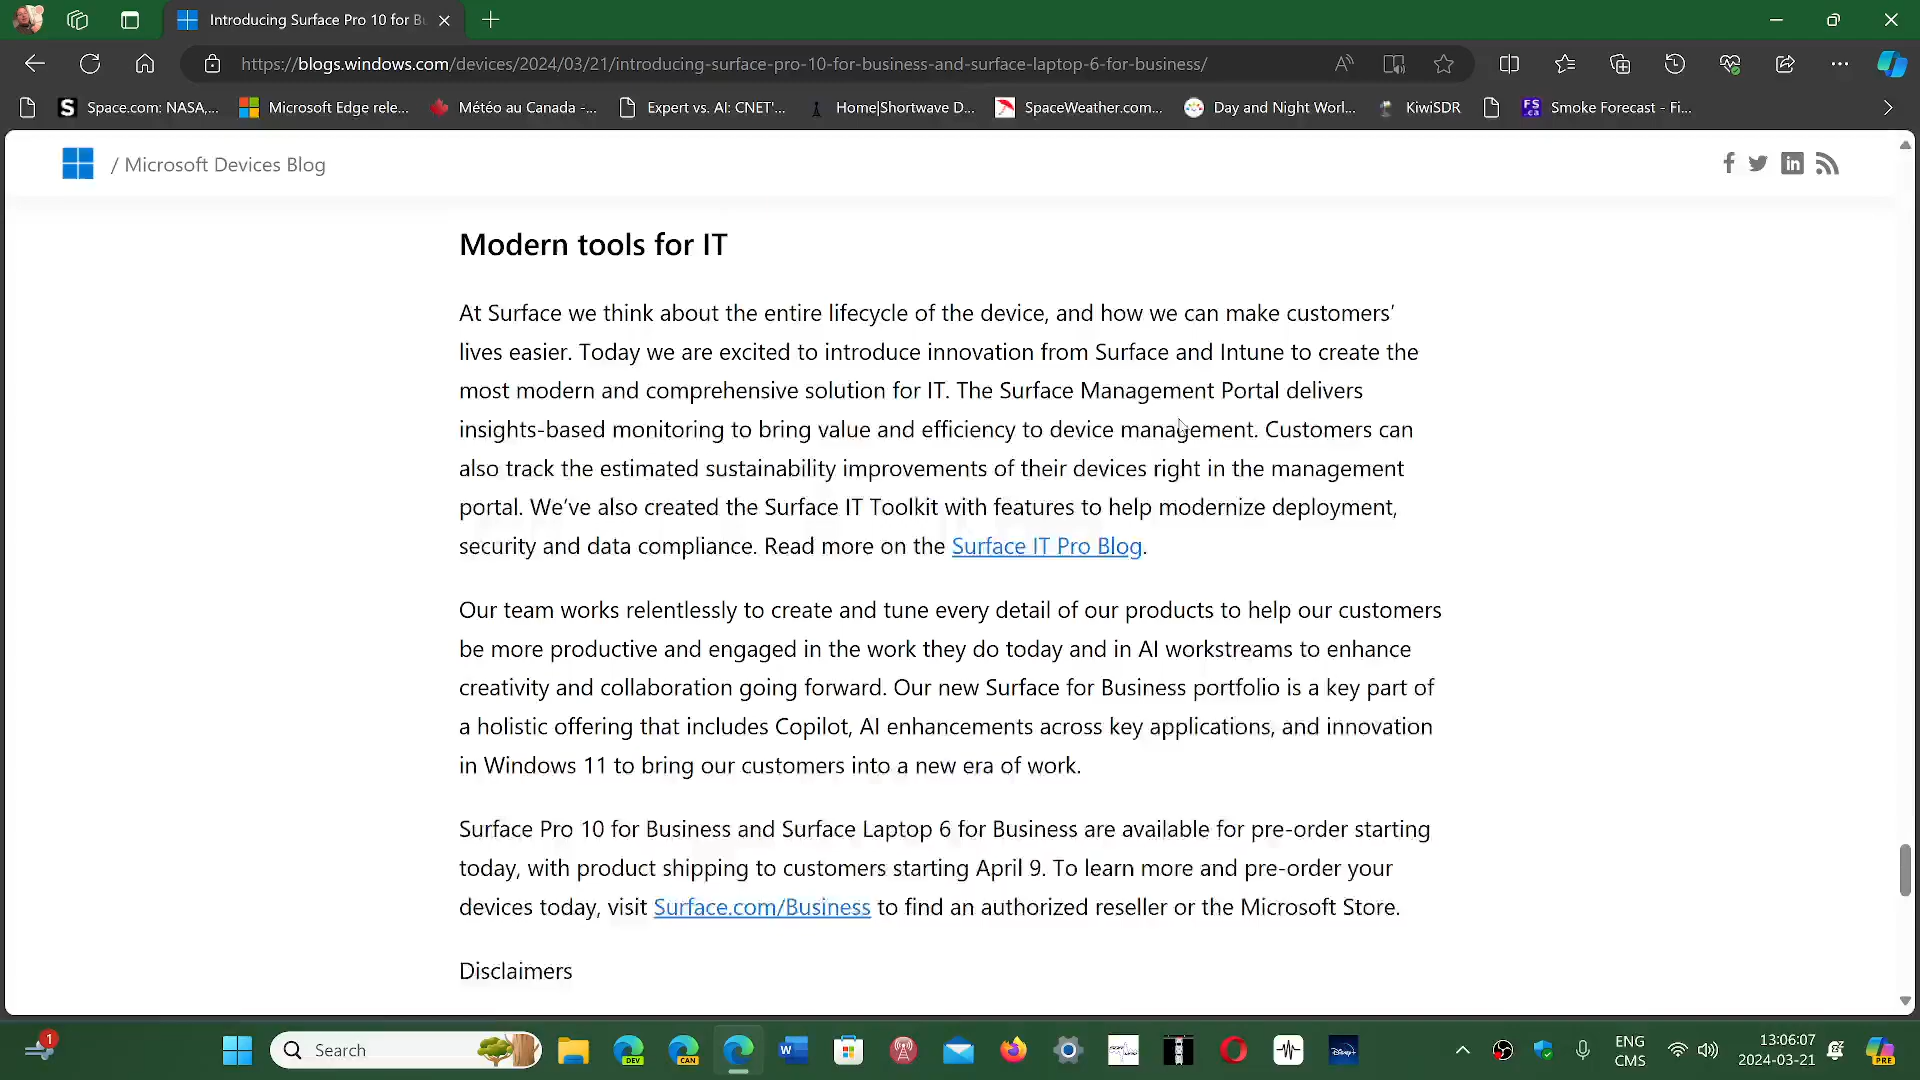 Introducing Surface Pro 10 for B
https://blogs.windows.com/devices/2024/03/21/introducing-surface-pro-10-for-business-and-surface-laptop-6-for-business/
Space.com: NASA,... Microsoft Edge rele... Météo au Canada -... Expert vs. AI: CNET'... Home|Shortwave D... SpaceWeather.com... Day and Night Worl... KiwiSDR Smoke Forecast - Fi...
/ Microsoft Devices Blog
Modern tools for IT
At Surface we think about the entire lifecycle of the device, and how we can make customers’
lives easier. Today we are excited to introduce innovation from Surface and Intune to create the
most modern and comprehensive solution for IT. The Surface Management Portal delivers
insights-based monitoring to bring value and efficiency to device management. Customers can
also track the estimated sustainability improvements of their devices right in the management
portal. We’ve also created the Surface IT Toolkit with features to help modernize deployment,
security and data compliance. Read more on the Surface IT Pro Blog.
Our team works relentlessly to create and tune every detail of our products to help our customers
be more productive and engaged in the work they do today and in AI workstreams to enhance
creativity and collaboration going forward. Our new Surface for Business portfolio is a key part of
a holistic offering that includes Copilot, AI enhancements across key applications, and innovation
in Windows 11 to bring our customers into a new era of work.
Surface Pro 10 for Business and Surface Laptop 6 for Business are available for pre-order starting
today, with product shipping to customers starting April 9. To learn more and pre-order your
devices today, visit Surface.com/Business to find an authorized reseller or the Microsoft Store.
Disclaimers
1 Search DEV CAN ENG 13:06:07
CMS 2024-03-21 PRE